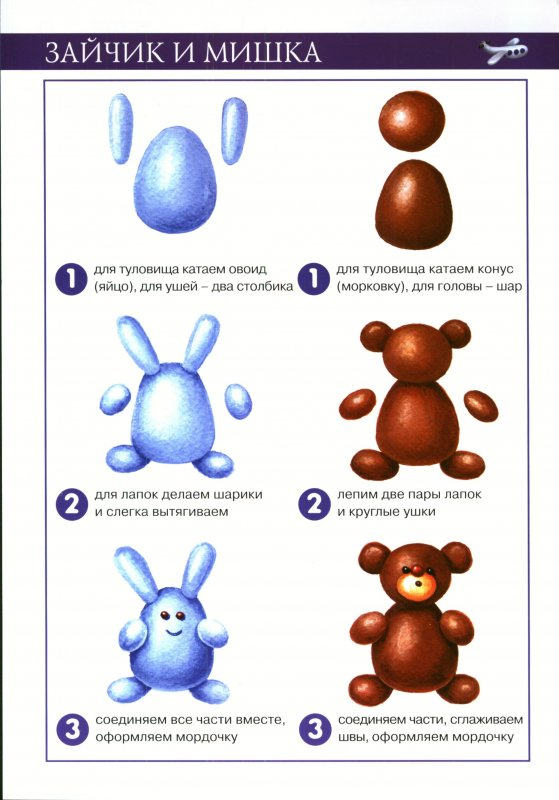 ЗАЙЧИК И МИШКА
1
для туловища катаем овоид
(яйцо), для ушей – два столбика
1
для туловища катаем конус
(морковку), для головы – шар
2
для лапок делаем шарики
и слегка вытягиваем
2
лепим две пары лапок
и круглые ушки
3
соединяем все части вместе,
оформляем мордочку
3
соединяем части, сглаживаем
швы, оформляем мордочку